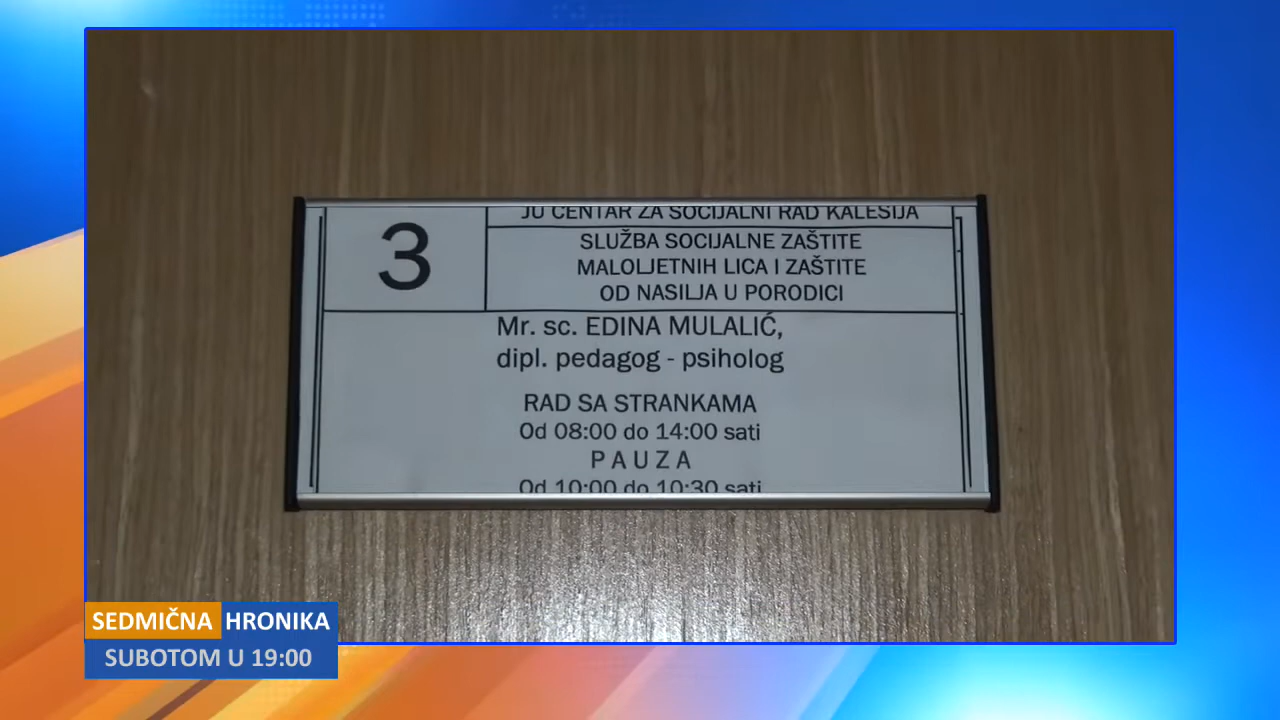 JU CENTAR ZA SOCIJALNI RAD KALESIJA
3
SLUŽBA SOCIJALNE ZAŠTITE
MALOLJETNIH LICA I ZAŠTITE
OD NASILJA U PORODICI
Mr. sc. EDINA MULALIĆ,
dipl. pedagog - psiholog
RAD SA STRANKAMA
Od 08:00 do 14:00 sati
P A U Z A
Od 10:00 do 10:30 sati
SEDMIČNA HRONIKA
SUBOTOM U 19:00